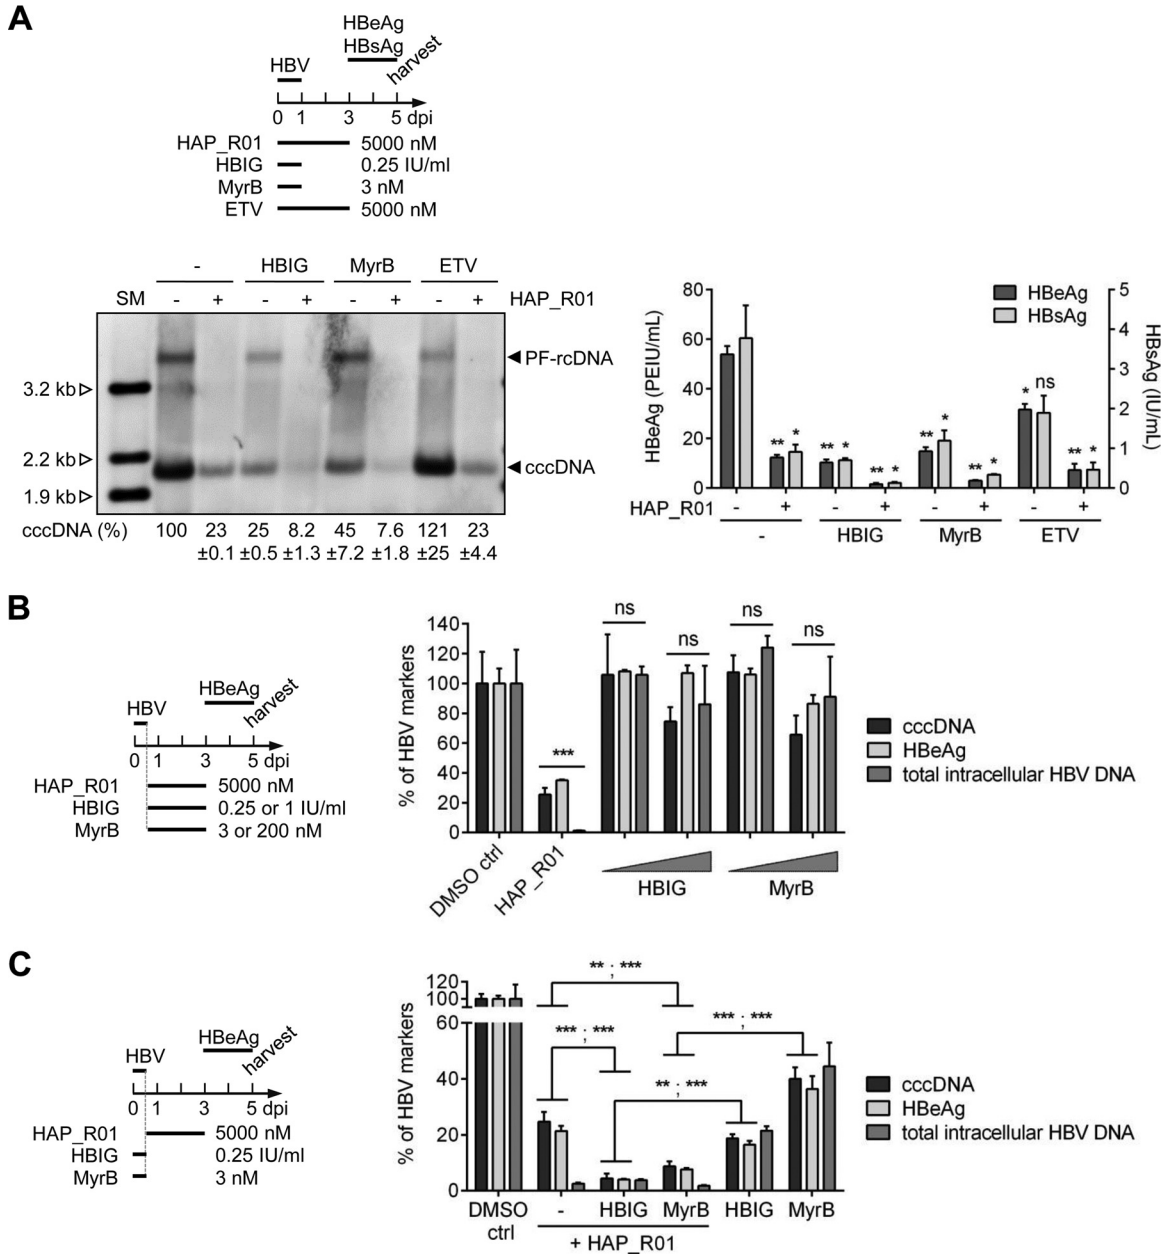 A
HBeAg
HBsAg
harvest
HBV
0 1 3 5 dpi
HAP_R01 5000 nM
HBIG 0.25 IU/ml
MyrB 3 nM
ETV 5000 nM
- HBIG MyrB ETV
SM - + - + - + - + HAP_R01
PF-rcDNA
3.2 kb
2.2 kb
cccDNA
1.9 kb
cccDNA (%) 100 23 25 8.2 45 7.6 121 23
±0.1 ±0.5 ±1.3 ±7.2 ±1.8 ±25 ±4.4
HBeAg (PEIU/mL)
80
60
40
20
0
HBeAg
HBsAg
5
4
3
2
1
0
HBsAg (IU/mL)
** * ** * ** * ** * ** * * ns ** *
HAP_R01 - + - + - + - +
- HBIG MyrB ETV
B
HBeAg
harvest
HBV
0 1 3 5 dpi
HAP_R01 5000 nM
HBIG 0.25 or 1 IU/ml
MyrB 3 or 200 nM
% of HBV markers
140
120
100
80
60
40
20
0
*** ns ns ns ns
DMSO ctrl
HAP_R01
HBIG MyrB
cccDNA
HBeAg
total intracellular HBV DNA
C
HBeAg
harvest
HBV
0 1 3 5 dpi
HAP_R01 5000 nM
HBIG 0.25 IU/ml
MyrB 3 nM
% of HBV markers
120
100
60
40
20
0
** ; ***
*** ; ***
*** ; ***
** ; ***
DMSO - HBIG MyrB HBIG MyrB
ctrl
+ HAP_R01
cccDNA
HBeAg
total intracellular HBV DNA